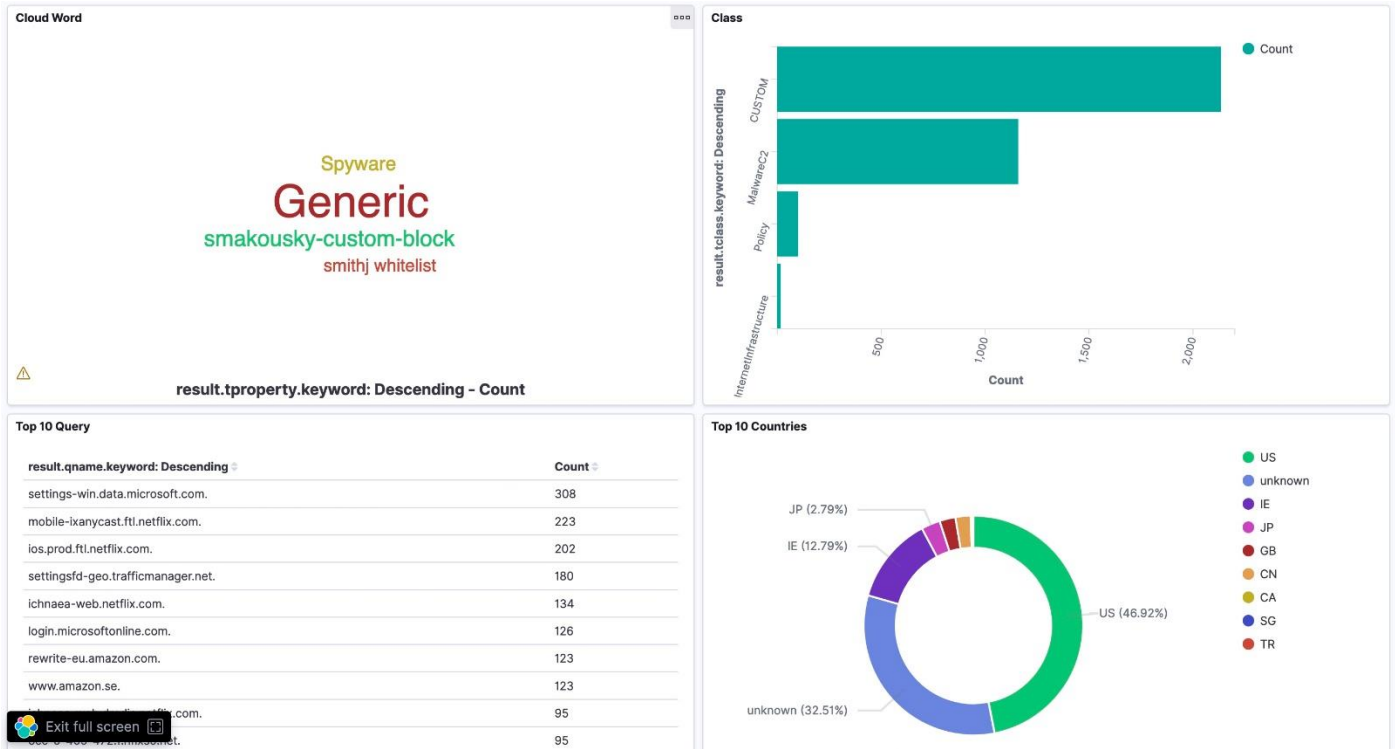 Cloud Word
Spyware
Generic
smakousky-custom-block
smithj whitelist
result.tproperty.keyword: Descending - Count
Class
Count
result.tclass.keyword: Descending
CUSTOM
MalwareC2
Policy
InternetInfrastructure
500
1,000
1,500
2,000
Count
Top 10 Query
result.qname.keyword: Descending Count
settings-win.data.microsoft.com. 308
mobile-ixanycast.ftl.netflix.com. 223
ios.prod.ftl.netflix.com. 202
settingsfd-geo.trafficmanager.net. 180
ichnaea-web.netflix.com. 134
login.microsoftonline.com. 126
rewrite-eu.amazon.com. 123
www.amazon.se. 123
.com. 95
95
Exit full screen
Top 10 Countries
JP (2.79%)
IE (12.79%)
US (46.92%)
unknown (32.51%)
US
unknown
IE
JP
GB
CN
CA
SG
TR